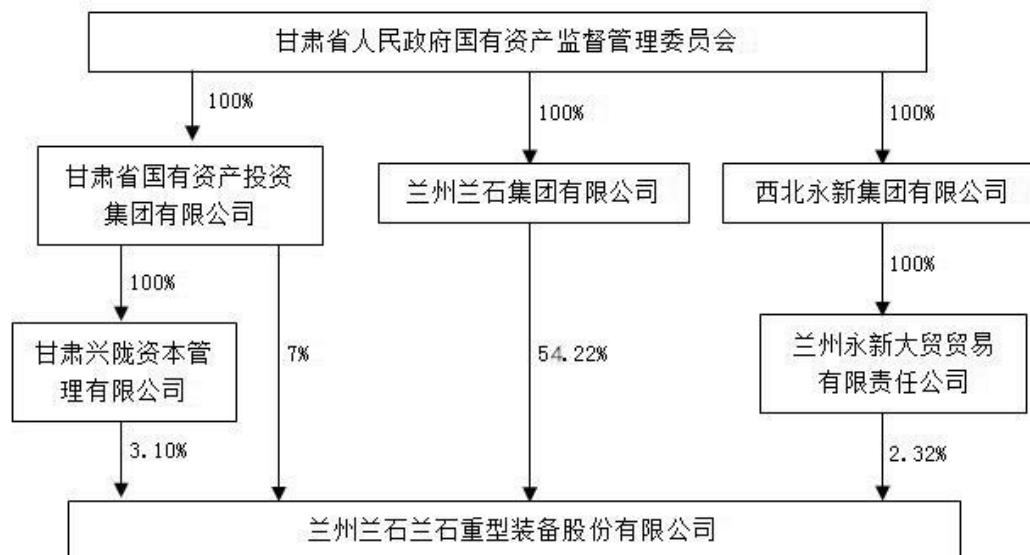 甘肃省人民政府国有资产监督管理委员会
100%
100%
100%
甘肃省国有资产投资
集团有限公司
兰州兰石集团有限公司
西北永新集团有限公司
100%
100%
甘肃兴陇资本管
理有限公司
7%
54.22%
兰州永新大贸贸易
有限责任公司
3.10%
2.32%
兰州兰石兰石重型装备股份有限公司